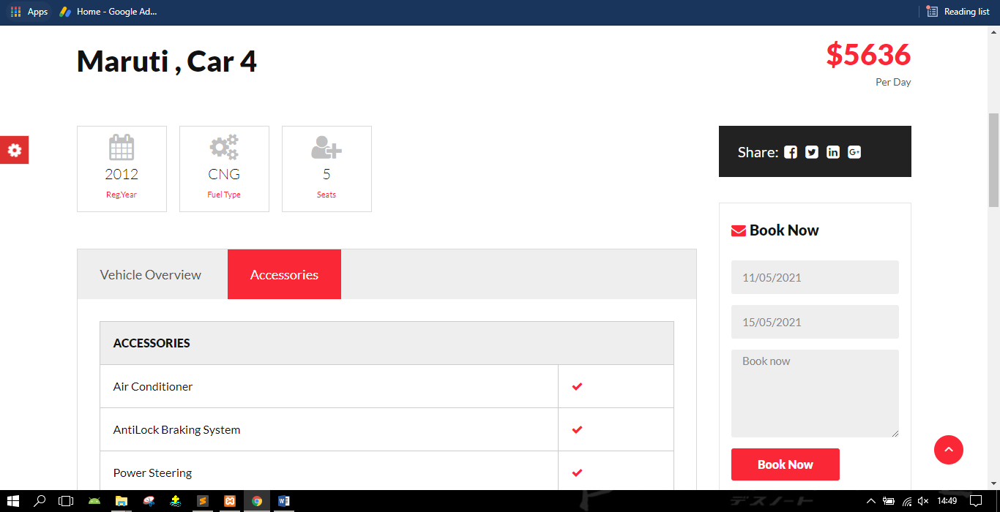 Apps Home - Google Ad... Reading list
Maruti , Car 4
$5636
Per Day
2012
Reg.Year
CNG
Fuel Type
5
Seats
Share:
Book Now
11/05/2021
15/05/2021
Book now
Book Now
Vehicle Overview Accessories
ACCESSORIES
Air Conditioner
AntiLock Braking System
Power Steering
デスノート
14:49